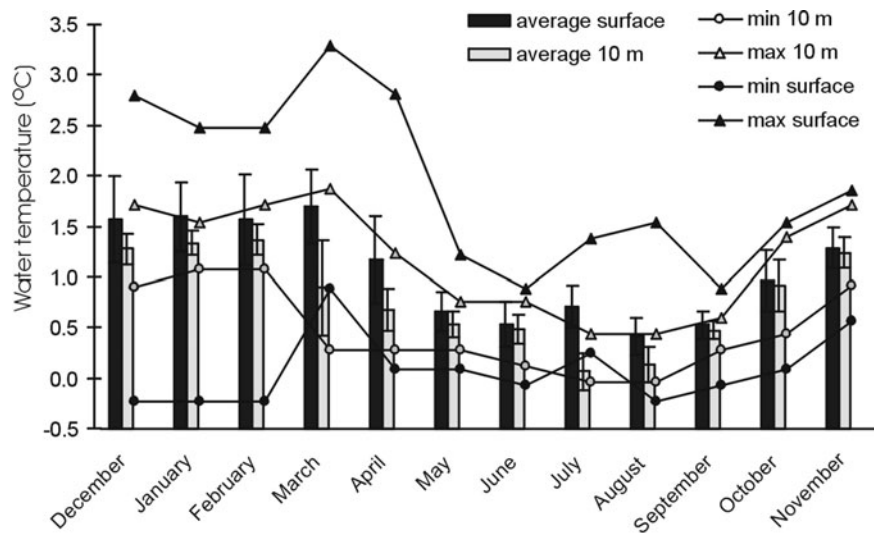 average surface
average 10 m
min 10 m
max 10 m
min surface
max surface
Water temperature (°C)
3.5
3.0
2.5
2.0
1.5
1.0
0.5
0.0
-0.5
December
January
February
March
April
May
June
July
August
September
October
November